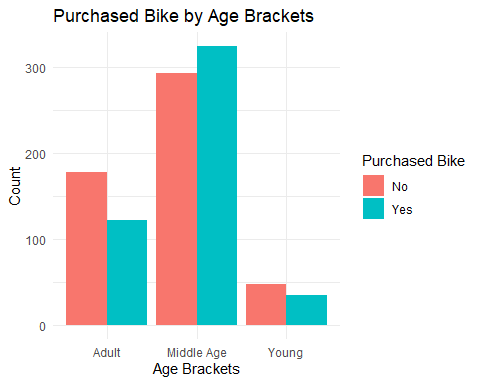 Purchased Bike by Age Brackets
Count
300
200
100
0
Adult
Middle Age
Young
Age Brackets
Purchased Bike
No
Yes